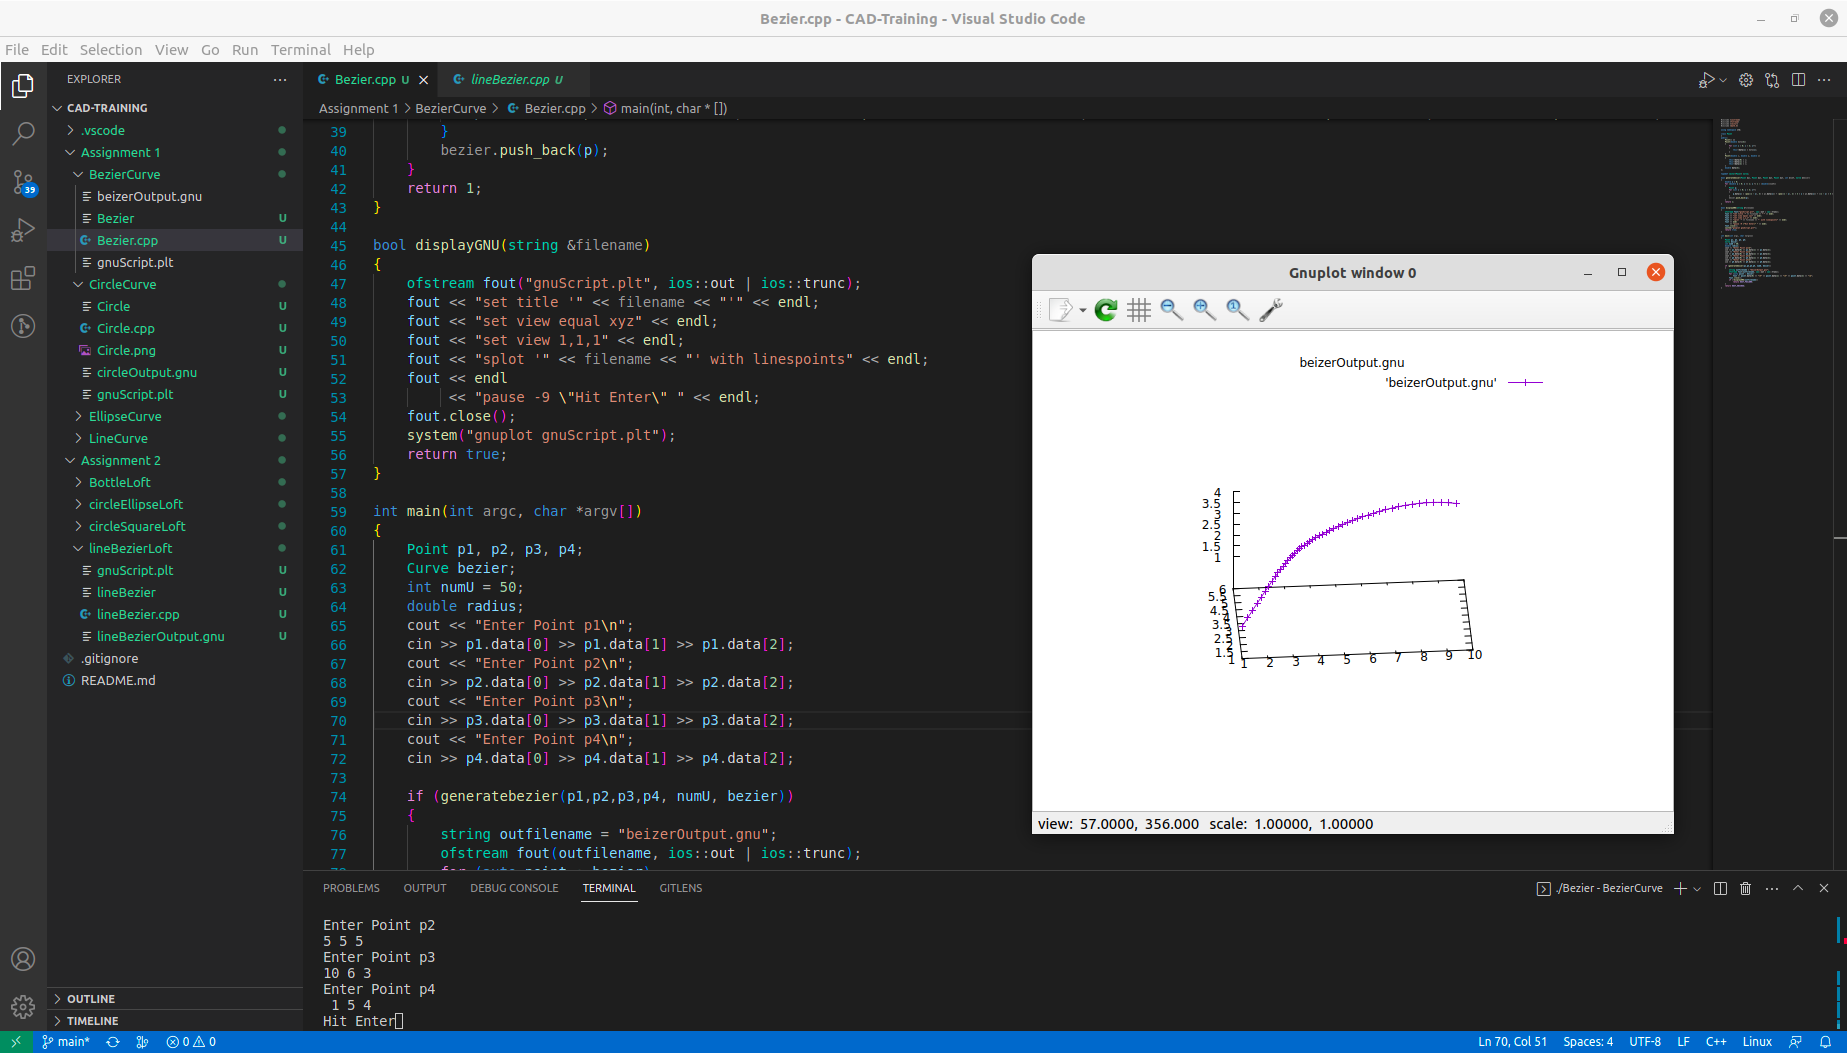 Bezier.cpp - CAD-Training - Visual Studio Code
File Edit Selection View Go Run Terminal Help
EXPLORER
CAD-TRAINING
.vscode
Assignment 1
BezierCurve
beizerOutput.gnu
Bezier U
Bezier.cpp U
gnuScript.plt
CircleCurve
Circle U
Circle.cpp U
Circle.png U
circleOutput.gnu U
gnuScript.plt U
EllipseCurve
LineCurve
Assignment 2
BottleLoft
circleEllipseLoft
circleSquareLoft
lineBezierLoft
gnuScript.plt U
lineBezier U
lineBezier.cpp U
lineBezierOutput.gnu U
.gitignore
README.md
OUTLINE
TIMELINE
39
Bezier.cpp U
lineBezier.cpp U
Assignment 1 > BezierCurve > Bezier.cpp > main(int, char * [])
39 }
40 bezier.push_back(p);
41 }
42 return 1;
43 }
44
45 bool displayGNU(string &filename)
46 {
47 ofstream fout("gnuScript.plt", ios::out | ios::trunc);
48 fout << "set title '" << filename << "'" << endl;
49 fout << "set view equal xyz" << endl;
50 fout << "set view 1,1,1" << endl;
51 fout << "splot '" << filename << "' with linespoints" << endl;
52 fout << endl
53 << "pause -9 \"Hit Enter\" " << endl;
54 fout.close();
55 system("gnuplot gnuScript.plt");
56 return true;
57 }
58
59 int main(int argc, char *argv[])
60 {
61 Point p1, p2, p3, p4;
62 Curve bezier;
63 int numU = 50;
64 double radius;
65 cout << "Enter Point p1\n";
66 cin >> p1.data[0] >> p1.data[1] >> p1.data[2];
67 cout << "Enter Point p2\n";
68 cin >> p2.data[0] >> p2.data[1] >> p2.data[2];
69 cout << "Enter Point p3\n";
70 cin >> p3.data[0] >> p3.data[1] >> p3.data[2];
71 cout << "Enter Point p4\n";
72 cin >> p4.data[0] >> p4.data[1] >> p4.data[2];
73
74 if (generatebezier(p1,p2,p3,p4, numU, bezier))
75 {
76 string outfilename = "beizerOutput.gnu";
77 ofstream fout(outfilename, ios::out | ios::trunc);
Gnuplot window 0
beizerOutput.gnu
'beizerOutput.gnu'
4
3.5
3
2.5
2
1.5
1
6
5.5
5
4.5
4
3.5
3
2.5
2
1.5
1
1 2 3 4 5 6 7 8 9 10
view: 57.0000, 356.000 scale: 1.00000, 1.00000
PROBLEMS OUTPUT DEBUG CONSOLE TERMINAL GITLENS
./Bezier - BezierCurve
Enter Point p2
5 5 5
Enter Point p3
10 6 3
Enter Point p4
1 5 4
Hit Enter
main* 0 0
Ln 70, Col 51 Spaces: 4 UTF-8 LF C++ Linux